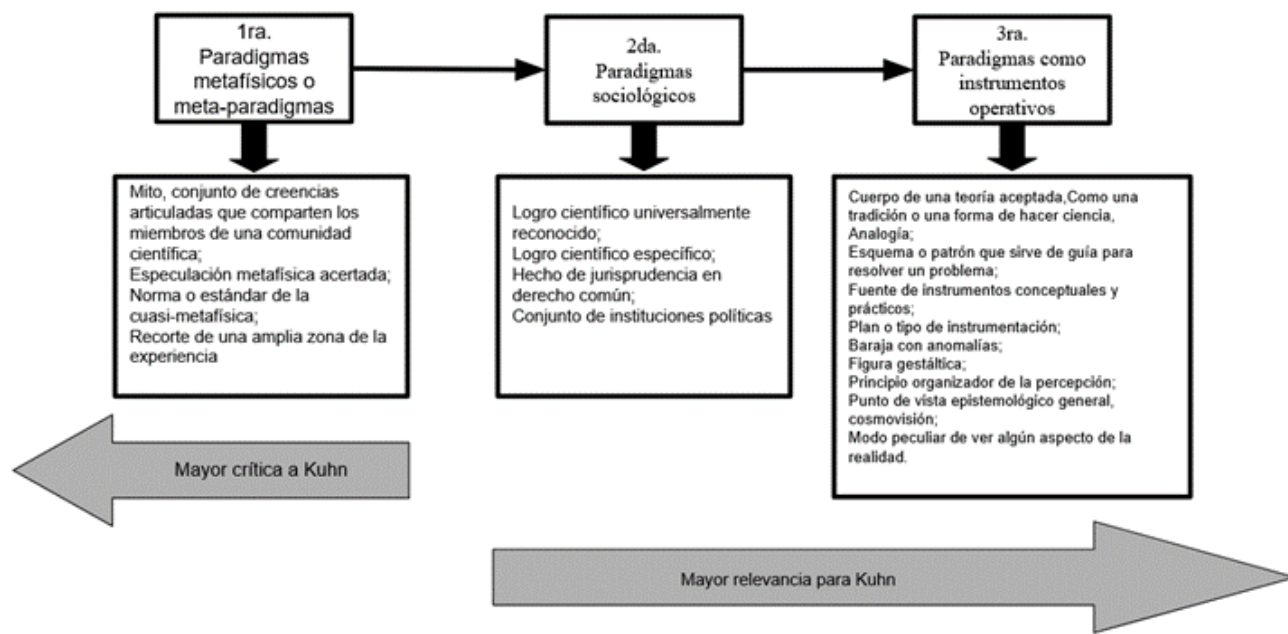 1ra.
Paradigmas
metafísicos o
meta-paradigmas
2da.
Paradigmas
sociológicos
3ra.
Paradigmas como
instrumentos
operativos
Mito, conjunto de creencias
articuladas que comparten los
miembros de una comunidad
científica;
Especulación metafísica acertada;
Norma o estándar de la
cuasi-metafísica;
Recorte de una amplia zona de la
experiencia
Logro científico universalmente
reconocido;
Logro científico específico;
Hecho de jurisprudencia en
derecho común;
Conjunto de instituciones políticas
Cuerpo de una teoría aceptada,Como una
tradición o una forma de hacer ciencia,
Analogía;
Esquema o patrón que sirve de guía para
resolver un problema;
Fuente de instrumentos conceptuales y
prácticos;
Plan o tipo de instrumentación;
Baraja con anomalías;
Figura gestáltica;
Principio organizador de la percepción;
Punto de vista epistemológico general,
cosmovisión;
Modo peculiar de ver algún aspecto de la
realidad.
Mayor crítica a Kuhn
Mayor relevancia para Kuhn